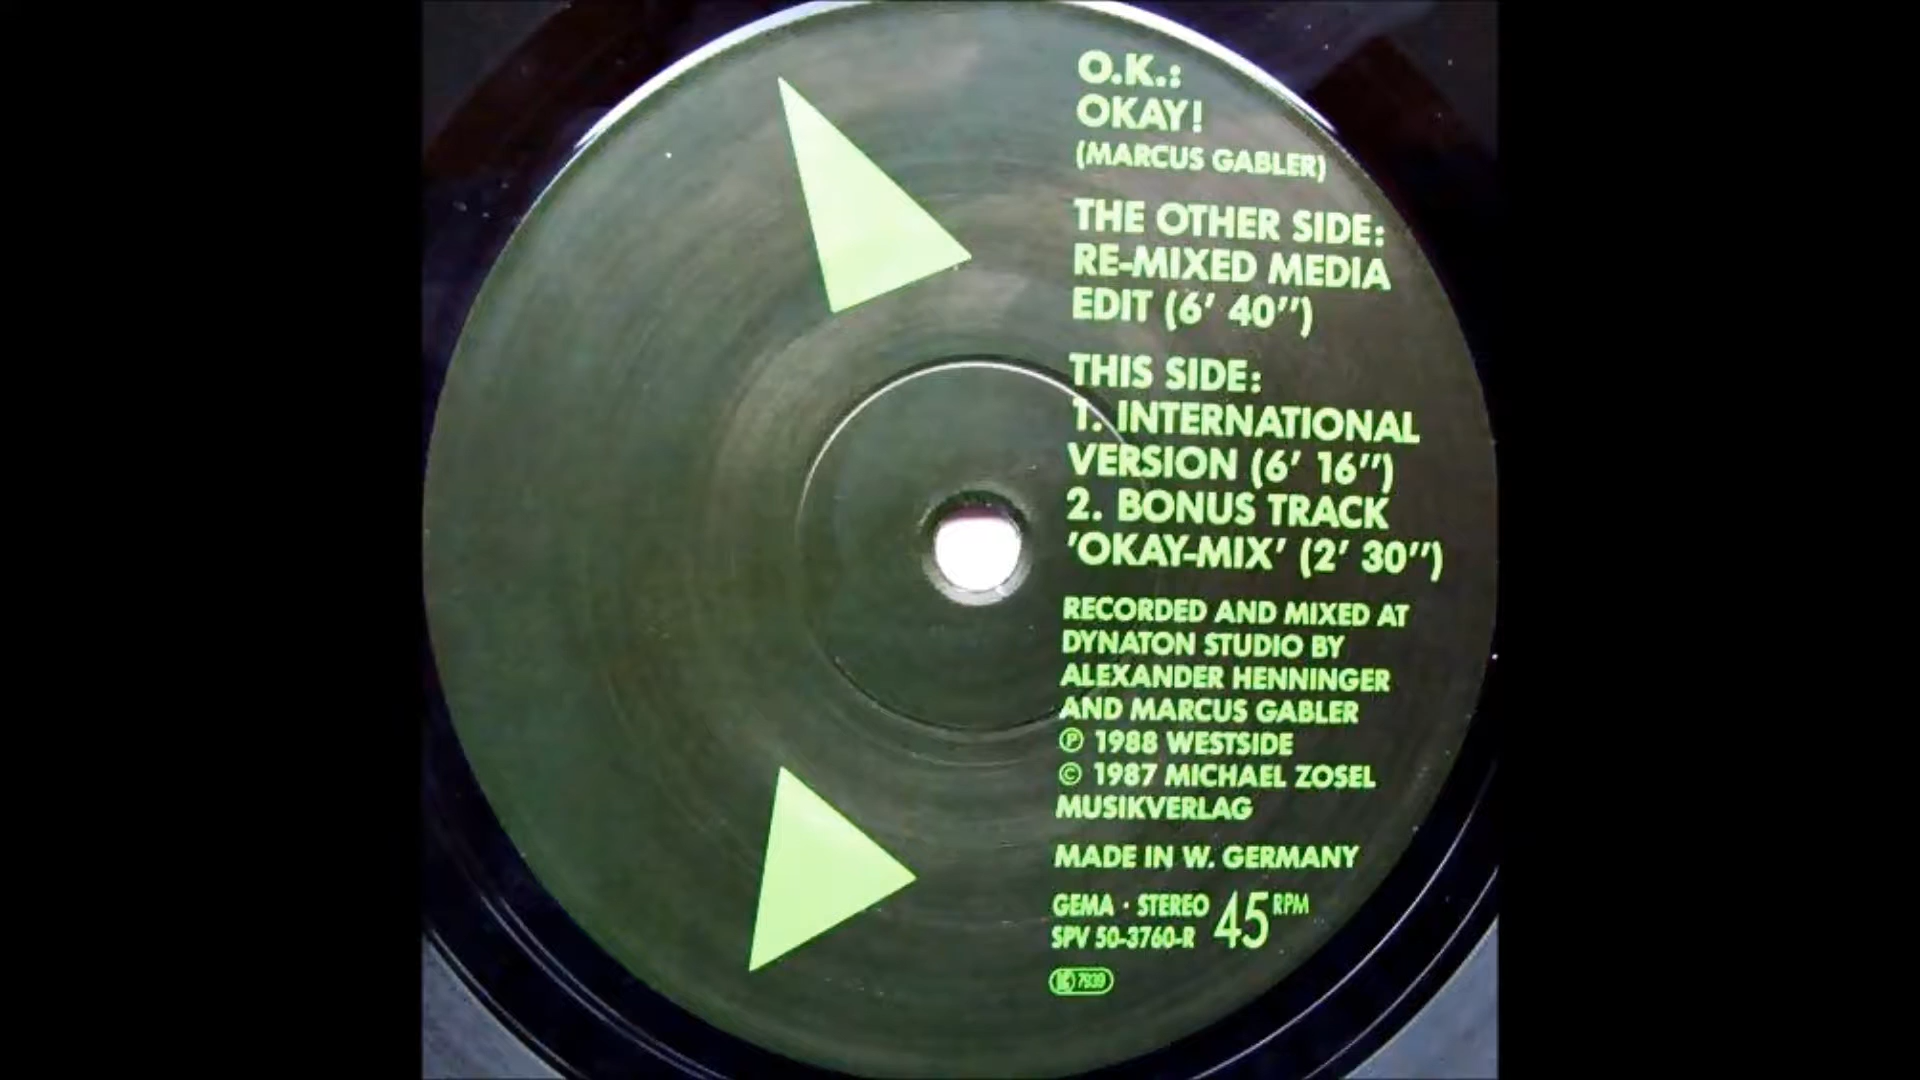 O.K.:
OKAY!
(MARCUS GABLER)
THE OTHER SIDE:
RE-MIXED MEDIA
EDIT (6' 40'')
THIS SIDE:
1. INTERNATIONAL
VERSION (6' 16'')
2. BONUS TRACK
'OKAY-MIX' (2' 30'')
RECORDED AND MIXED AT
DYNATON STUDIO BY
ALEXANDER HENNINGER
AND MARCUS GABLER
℗ 1988 WESTSIDE
© 1987 MICHAEL ZOSEL
MUSIKVERLAG
MADE IN W. GERMANY
GEMA · STEREO 45 RPM
SPV 50-3760-R
LC 7939